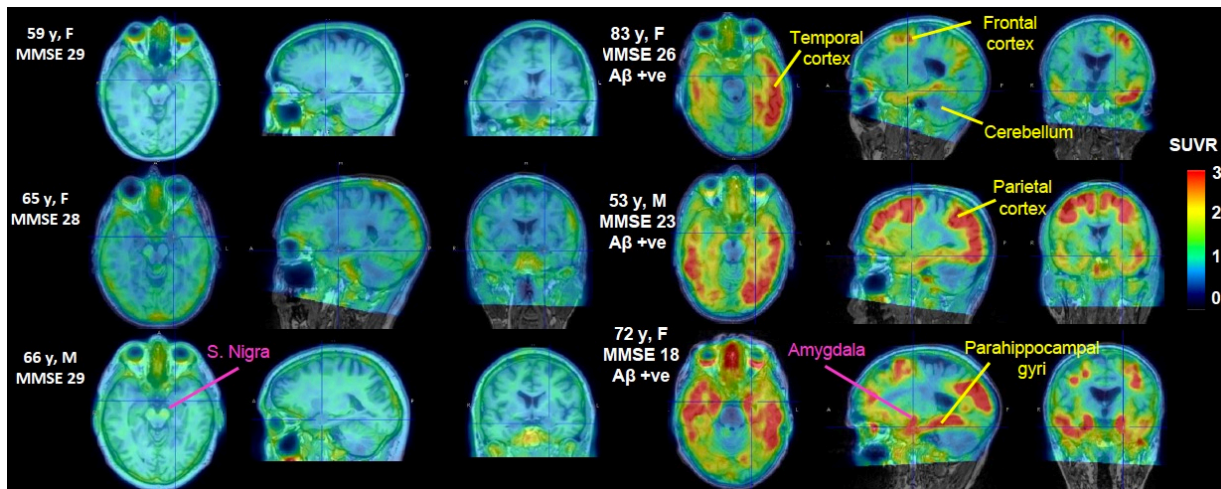 59 y, F
MMSE 29
65 y, F
MMSE 28
66 y, M
MMSE 29
S. Nigra
83 y, F
MMSE 26
Aβ +ve
Temporal
cortex
Frontal
cortex
Cerebellum
53 y, M
MMSE 23
Aβ +ve
Parietal
cortex
72 y, F
MMSE 18
Aβ +ve
Amygdala
Parahippocampal
gyri
SUVR
3
2
1
0